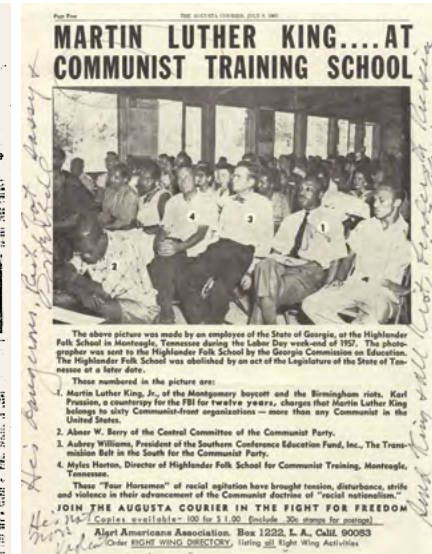 Page Four
THE AUGUSTA COURIER, JULY 8, 1963
MARTIN LUTHER KING....AT
COMMUNIST TRAINING SCHOOL
4
3
1
2
The above picture was made by an employee of the State of Georgia, at the Highlander
Folk School in Monteagle, Tennessee during the Labor Day week-end of 1957. The photo-
grapher was sent to the Highlander Folk School by the Georgia Commission on Education.
The Highlander Folk School was abolished by an act of the Legislature of the State of Ten-
nessee at a later date.
Those numbered in the picture are:
1. Martin Luther King, Jr., of the Montgomery boycott and the Birmingham riots. Karl
Prussion, a counterspy for the FBI for twelve years, charges that Martin Luther King
belongs to sixty Communist-front organizations — more than any Communist in the
United States.
2. Abner W. Berry of the Central Committee of the Communist Party.
3. Aubrey Williams, President of the Southern Conference Education Fund, Inc., The Trans-
mission Belt in the South for the Communist Party.
4. Myles Horton, Director of Highlander Folk School for Communist Training, Monteagle,
Tennessee.
These "Four Horsemen" of racial agitation have brought tension, disturbance, strife
and violence in their advancement of the Communist doctrine of "racial nationalism."
JOIN THE AUGUSTA COURIER IN THE FIGHT FOR FREEDOM
Copies available- 100 for $ 1.00 (include .30c stamps for postage)
Alert Americans Association. Box 1222, L. A., Calif. 90053
Order RIGHT WING DIRECTORY, listing all Right Wing Activities
He's dangerous, But not